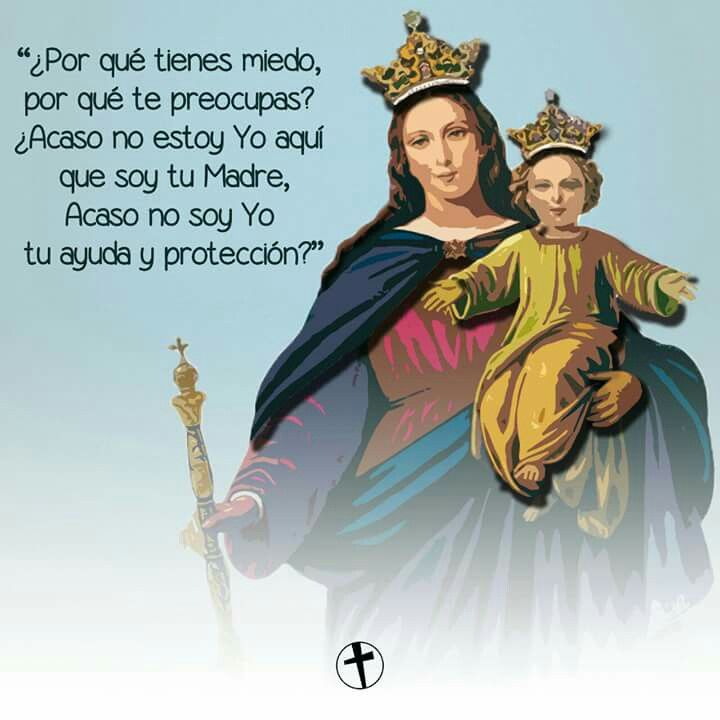 “¿Por qué tienes miedo,
por qué te preocupas?
¿Acaso no estoy Yo aquí
que soy tu Madre,
Acaso no soy Yo
tu ayuda y protección?”